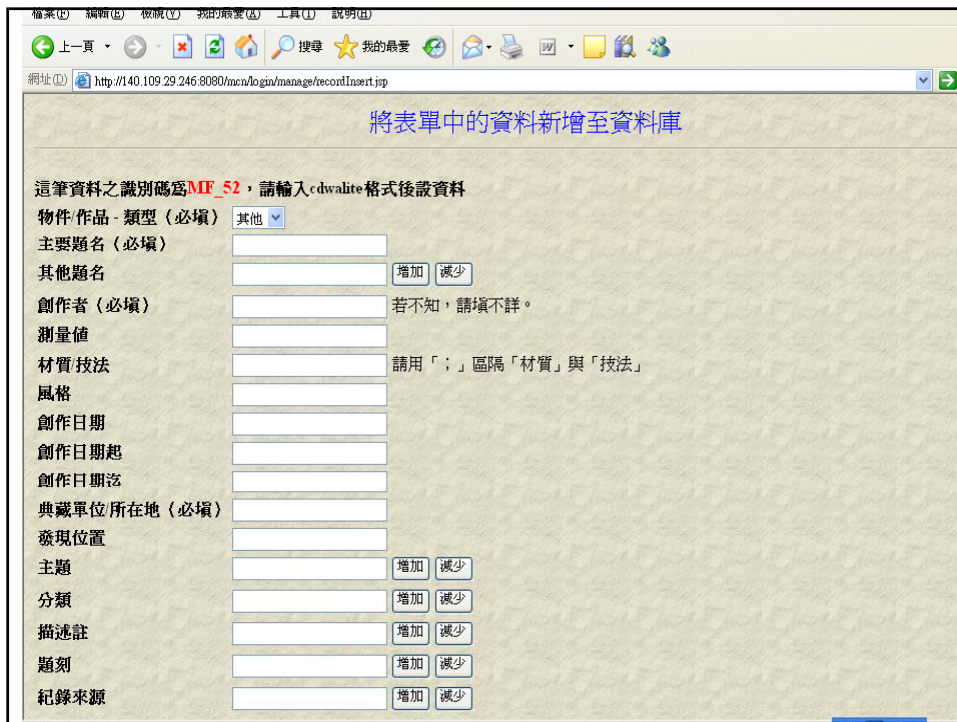 檔案(F) 編輯(E) 檢視(V) 我的最愛(A) 工具(T) 說明(H)
上一頁 搜尋 我的最愛
網址(D) http://140.109.29.246:8080/mcn/login/manage/recordInsert.jsp
將表單中的資料新增至資料庫
這筆資料之識別碼為MF_52，請輸入cdwalite格式後設資料
物件/作品 - 類型（必填） 其他
主要題名（必填）
其他題名 增加 減少
創作者（必填） 若不知，請填不詳。
測量值
材質/技法 請用「；」區隔「材質」與「技法」
風格
創作日期
創作日期起
創作日期迄
典藏單位/所在地（必填）
發現位置
主題 增加 減少
分類 增加 減少
描述註 增加 減少
題刻 增加 減少
紀錄來源 增加 減少